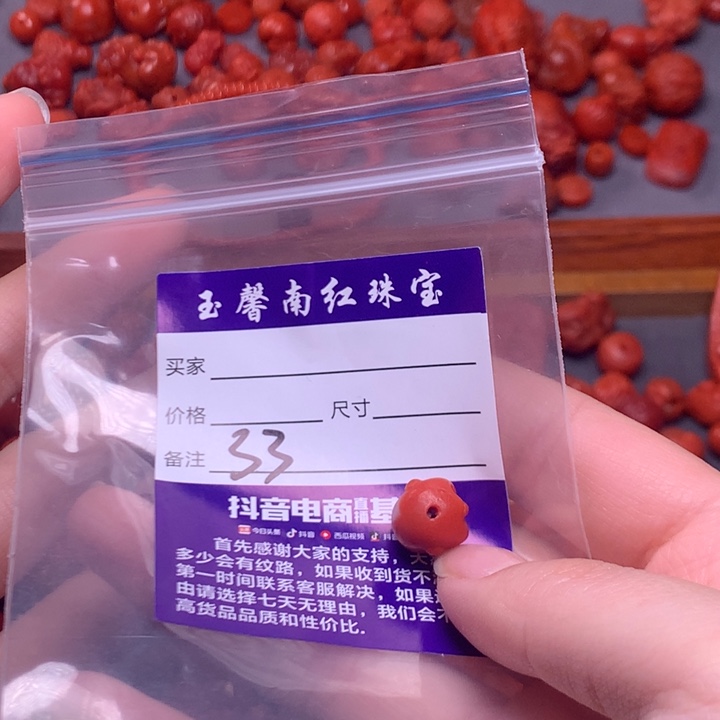 玉馨南红珠宝
买家
价格 尺寸
备注 33
抖音电商直播基
今日头条 抖音 西瓜视频
首先感谢大家的支持，
多少会有纹路，如果收到货不
第一时间联系客服解决，如果
由请选择七天无理由，我们会
高货品品质和性价比.